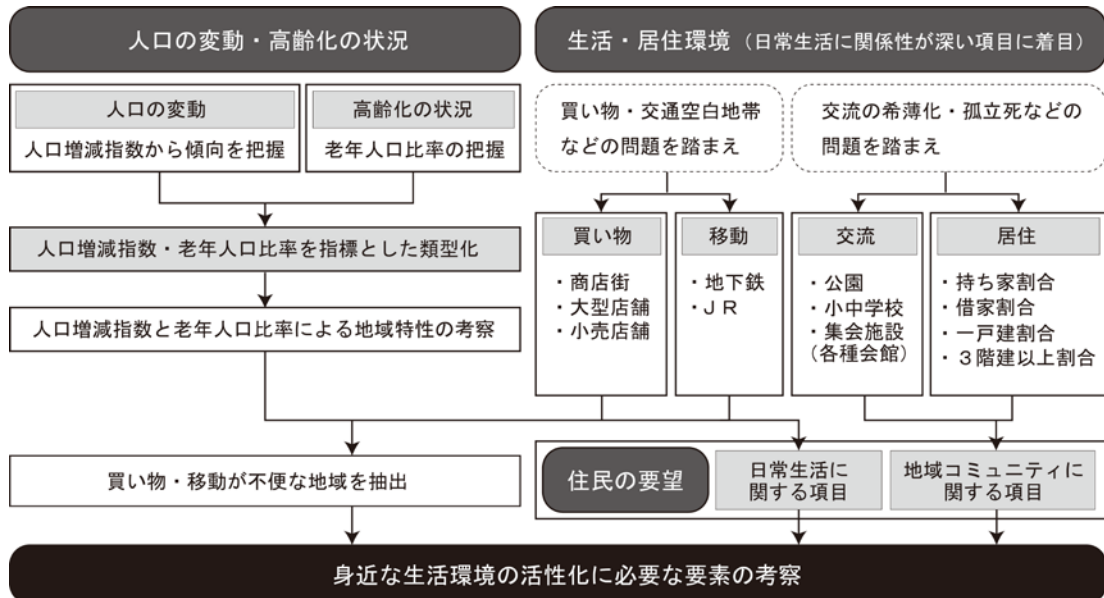 人口の変動・高齢化の状況
人口の変動
人口増減指数から傾向を把握
高齢化の状況
老年人口比率の把握
人口増減指数・老年人口比率を指標とした類型化
人口増減指数と老年人口比率による地域特性の考察
生活・居住環境（日常生活に関係性が深い項目に着目）
買い物・交通空白地帯
などの問題を踏まえ
交流の希薄化・孤立死などの
問題を踏まえ
買い物
・商店街
・大型店舗
・小売店舗
移動
・地下鉄
・ＪＲ
交流
・公園
・小中学校
・集会施設
（各種会館）
居住
・持ち家割合
・借家割合
・一戸建割合
・３階建以上割合
買い物・移動が不便な地域を抽出
住民の要望
日常生活に
関する項目
地域コミュニティに
関する項目
身近な生活環境の活性化に必要な要素の考察